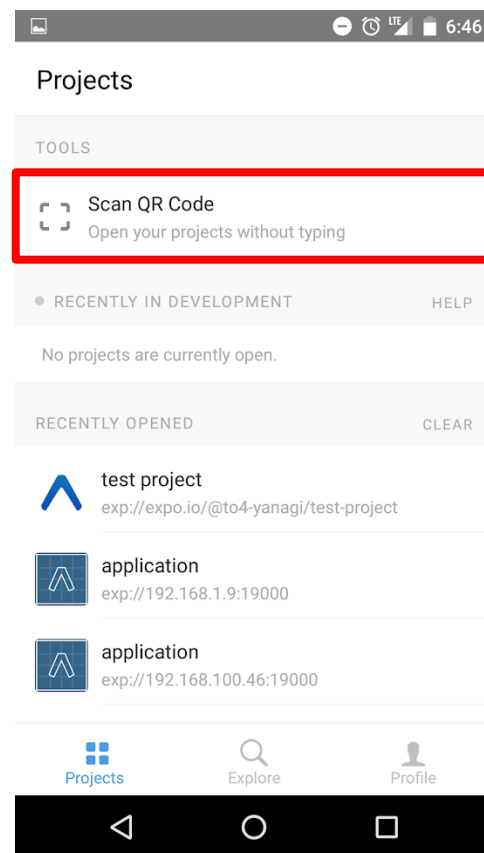 LTE 6:46
Projects
TOOLS
Scan QR Code
Open your projects without typing
RECENTLY IN DEVELOPMENT HELP
No projects are currently open.
RECENTLY OPENED CLEAR
test project
exp://expo.io/@to4-yanagi/test-project
application
exp://192.168.1.9:19000
application
exp://192.168.100.46:19000
Projects Explore Profile